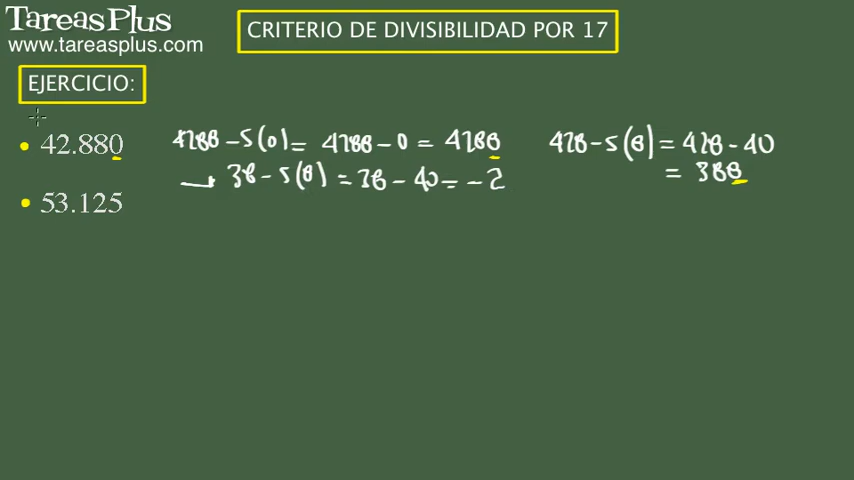 TareasPlus
www.tareasplus.com
CRITERIO DE DIVISIBILIDAD POR 17
EJERCICIO:
42.880
4288 - 5(0) = 4288 - 0 = 4288
428 - 5(8) = 428 - 40
= 388
→ 38 - 5(8) = 38 - 40 = -2
53.125